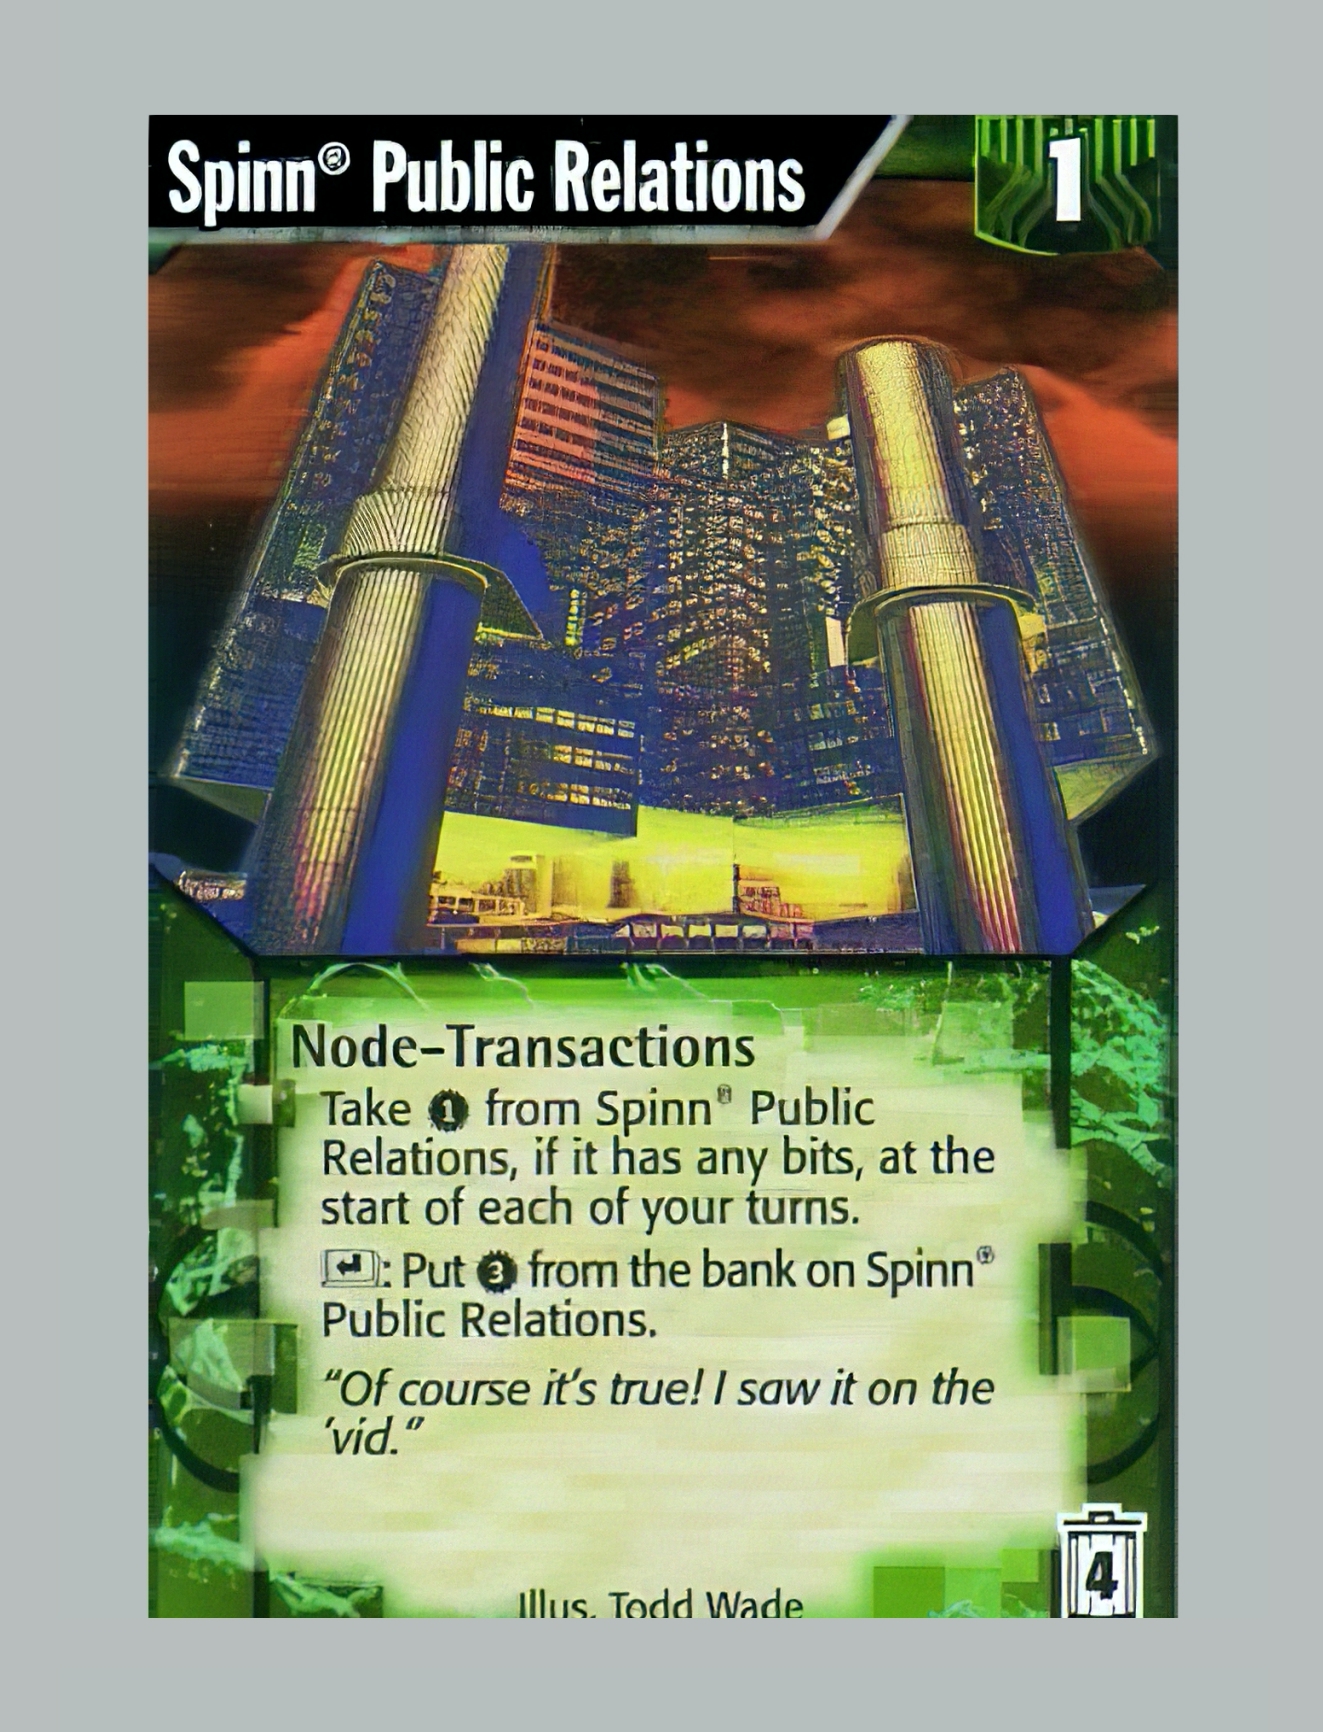 Spinn® Public Relations
1
Node-Transactions
Take 1 from Spinn® Public
Relations, if it has any bits, at the
start of each of your turns.
: Put 3 from the bank on Spinn®
Public Relations.
"Of course it's true! I saw it on the
'vid."
4
Illus. Todd Wade